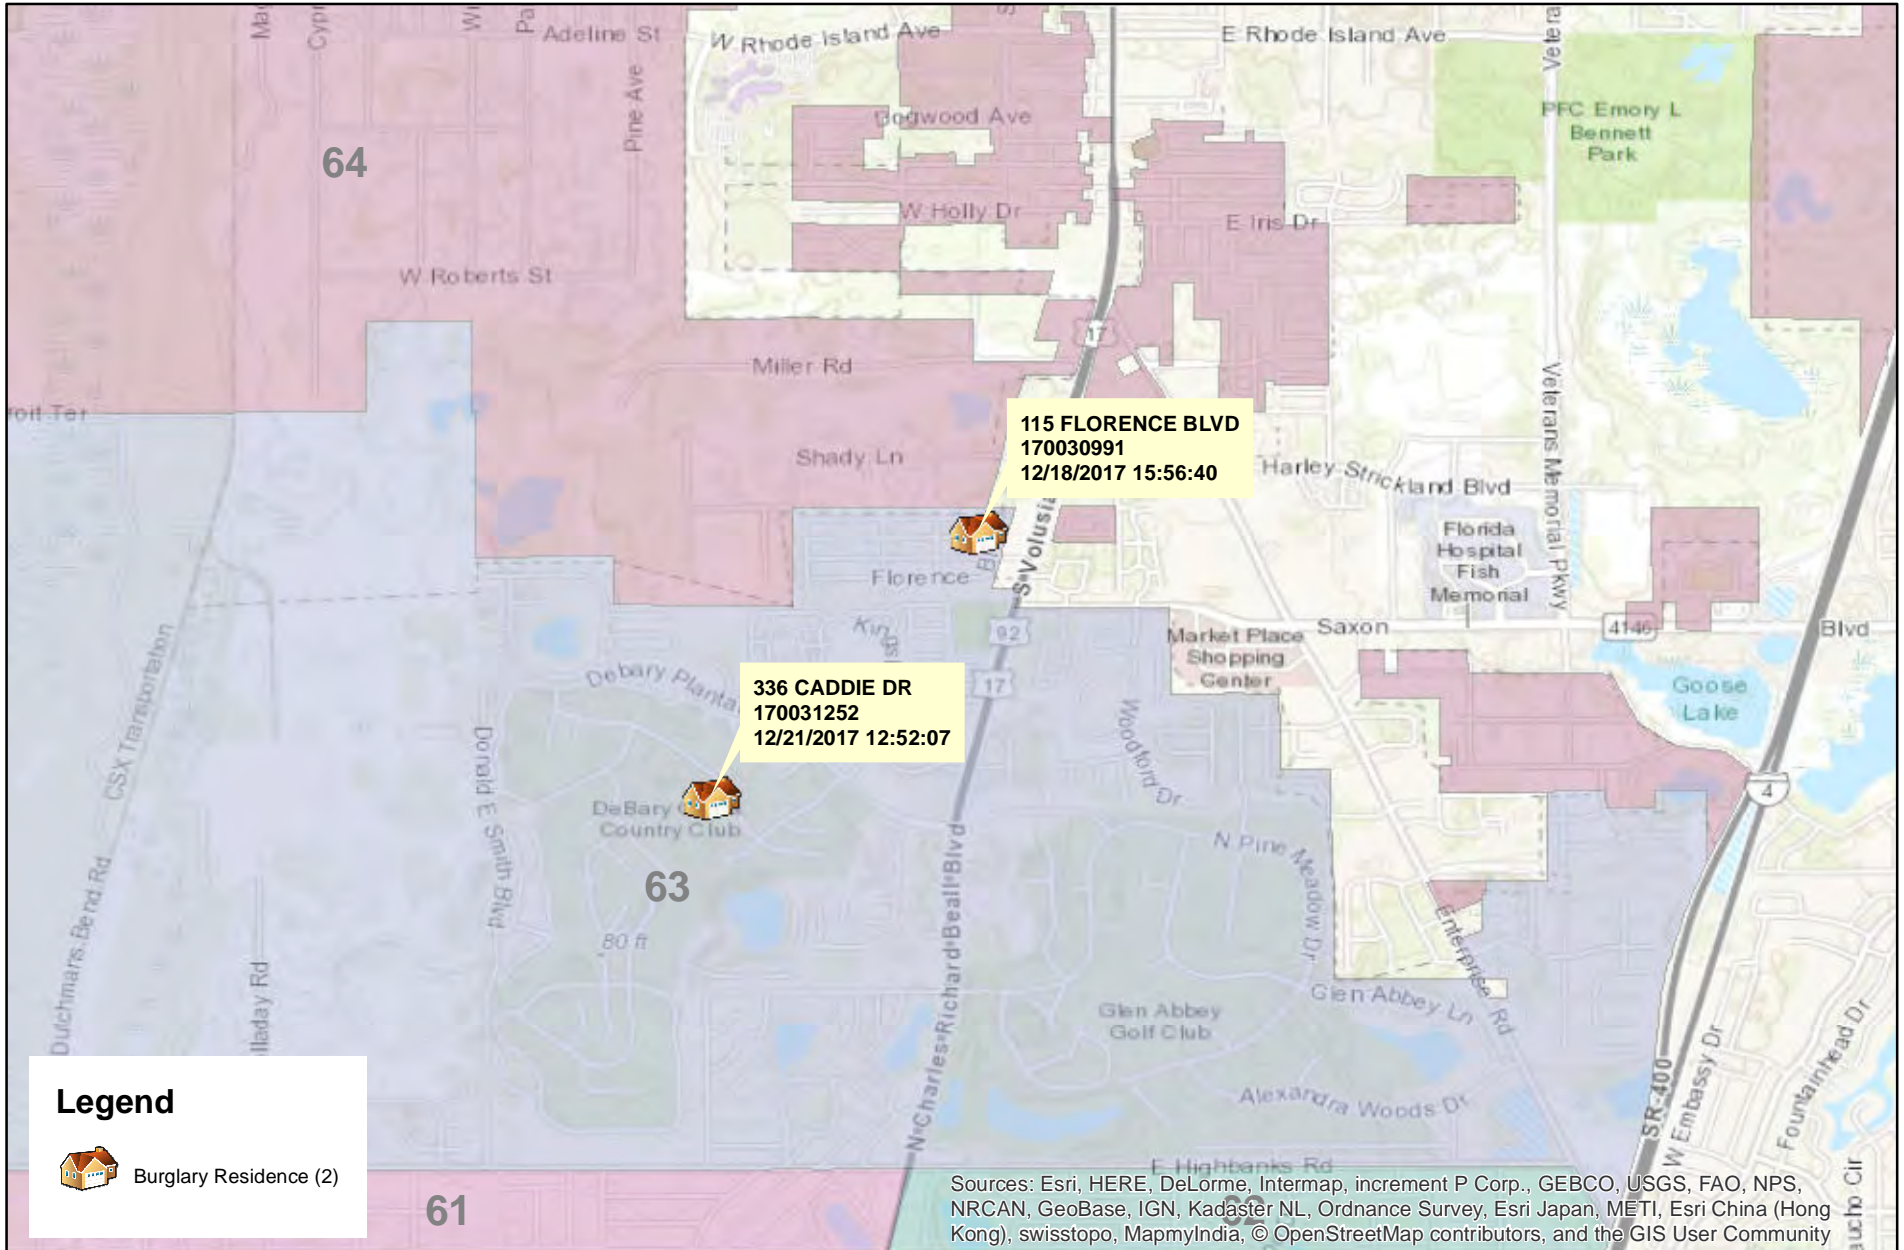 Adeline St
W Rhode Island Ave
E Rhode Island Ave
Pine Ave
Dogwood Ave
PFC Emory L
Bennett
Park
64
W Holly Dr
E Iris Dr
W Roberts St
17
Miller Rd
Veterans Memorial Pkwy
115 FLORENCE BLVD
170030991
12/18/2017 15:56:40
Shady Ln
Harley Strickland Blvd
Florida
Hospital
Fish
Memorial
S Volusia
Florence
92
Market Place
Shopping
Center
Saxon
4146
Blvd
CSX Transportation
17
336 CADDIE DR
170031252
12/21/2017 12:52:07
Goose
Lake
Woodford Dr
4
Donald E Smith Blvd
DeBary
Country Club
N Pine Meadow Dr
63
80 ft
Dutchmans Bend Rd
N Charles Richard Beall Blvd
Enterprise Rd
Glen Abbey Ln
Glen Abbey
Golf Club
Alexandra Woods Dr
SR 400
W Embassy Dr
Fountainhead Dr
Legend
Burglary Residence (2)
E Highbanks Rd
61
62
Sources: Esri, HERE, DeLorme, Intermap, increment P Corp., GEBCO, USGS, FAO, NPS,
NRCAN, GeoBase, IGN, Kadaster NL, Ordnance Survey, Esri Japan, METI, Esri China (Hong
Kong), swisstopo, MapmyIndia, © OpenStreetMap contributors, and the GIS User Community